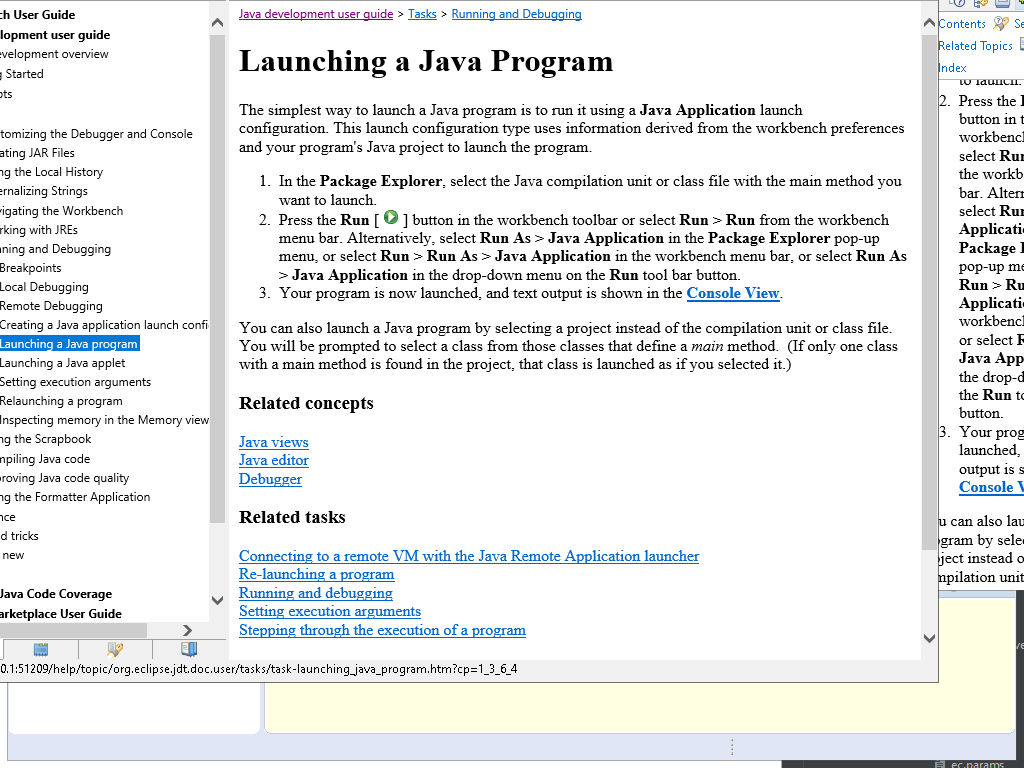 ch User Guide
lopment user guide
evelopment overview
g Started
pts
tomizing the Debugger and Console
ating JAR Files
ng the Local History
ernalizing Strings
vigating the Workbench
rking with JREs
nning and Debugging
Breakpoints
Local Debugging
Remote Debugging
Creating a Java application launch confi
Launching a Java program
Launching a Java applet
Setting execution arguments
Relaunching a program
Inspecting memory in the Memory view
ng the Scrapbook
mpiling Java code
roving Java code quality
ng the Formatter Application
nce
d tricks
new
Java Code Coverage
arketplace User Guide
Java development user guide > Tasks > Running and Debugging
Launching a Java Program
The simplest way to launch a Java program is to run it using a Java Application launch
configuration. This launch configuration type uses information derived from the workbench preferences
and your program's Java project to launch the program.
1. In the Package Explorer, select the Java compilation unit or class file with the main method you
want to launch.
2. Press the Run [ ] button in the workbench toolbar or select Run > Run from the workbench
menu bar. Alternatively, select Run As > Java Application in the Package Explorer pop-up
menu, or select Run > Run As > Java Application in the workbench menu bar, or select Run As
> Java Application in the drop-down menu on the Run tool bar button.
3. Your program is now launched, and text output is shown in the Console View.
You can also launch a Java program by selecting a project instead of the compilation unit or class file.
You will be prompted to select a class from those classes that define a main method. (If only one class
with a main method is found in the project, that class is launched as if you selected it.)
Related concepts
Java views
Java editor
Debugger
Related tasks
Connecting to a remote VM with the Java Remote Application launcher
Re-launching a program
Running and debugging
Setting execution arguments
Stepping through the execution of a program
0.1:51209/help/topic/org.eclipse.jdt.doc.user/tasks/task-launching_java_program.htm?cp=1_3_6_4
Contents Se
Related Topics
Index
to launch.
2. Press the R
button in t
workbench
select Run
the workb
bar. Altern
select Run
Applicatio
Package E
pop-up me
Run > Ru
Applicatio
workbench
or select R
Java App
the drop-d
the Run to
button.
3. Your prog
launched,
output is s
Console V
u can also lau
gram by selec
ject instead o
mpilation unit
ve
ec.params